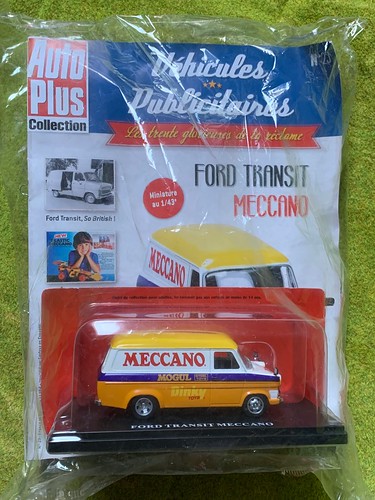 Auto
Plus
Collection
Véhicules
Publicitaires
Les trente glorieuses de la réclame
FORD TRANSIT
MECCANO
Miniature
au 1/43e
Ford Transit, So British !
MECCANO
MECCANO
MOGUL
Dinky
TOYS
FORD TRANSIT MECCANO